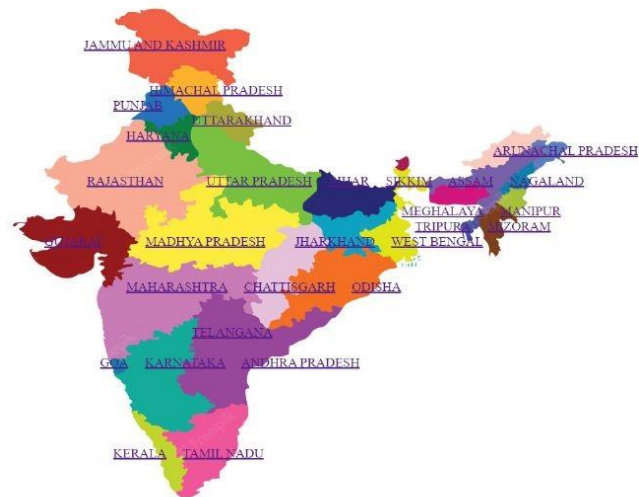 JAMMU AND KASHMIR
HIMACHAL PRADESH
PUNJAB
UTTARAKHAND
HARYANA
ARUNACHAL PRADESH
RAJASTHAN UTTAR PRADESH BIHAR SIKKIM ASSAM NAGALAND
MEGHALAYA MANIPUR
TRIPURA MIZORAM
GUJARAT MADHYA PRADESH JHARKHAND WEST BENGAL
MAHARASHTRA CHATTISGARH ODISHA
TELANGANA
GOA KARNATAKA ANDHRA PRADESH
KERALA TAMIL NADU